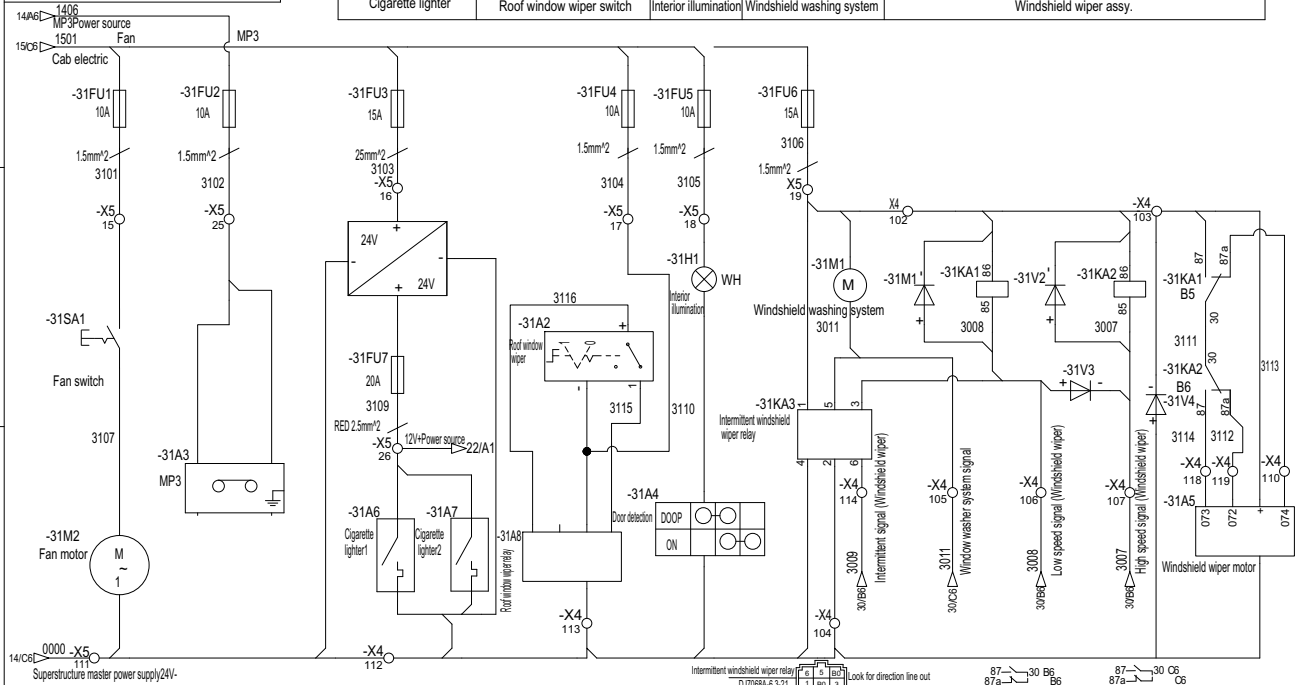 Cigarette lighter
Roof window wiper switch
Interior illumination
Windshield washing system
Windshield wiper assy.
14/A6
1406
MP3Power source
15/C6
1501
Fan
MP3
Cab electric
-31FU1
10A
-31FU2
10A
-31FU3
15A
-31FU4
10A
-31FU5
10A
-31FU6
15A
1.5mm^2
3101
1.5mm^2
3102
25mm^2
3103
1.5mm^2
3104
1.5mm^2
3105
3106
1.5mm^2
-X5
15
-X5
25
-X5
16
-X5
17
-X5
18
X5
19
X4
102
-X4
103
24V
+
-
-
+
24V
-31H1
WH
Interior
illumination
-31M1
M
Windshield washing system
3011
-31M1
-
+
-31KA1
86
85
3008
-31V2
-
+
-31KA2
86
85
3007
87
87a
-31KA1
B5
30
3111
30
-31KA2
B6
3113
-31V3
+
-
-
-31V4
+
87
87a
3114
3112
-X4
118
-X4
119
-X4
110
-31A5
073
072
+
074
Windshield wiper motor
-31SA1
Fan switch
3107
-31FU7
20A
3109
RED 2.5mm^2
-X5
26
12V+Power source
22/A1
3116
-31A2
Roof window
wiper
+
-
1
3115
3110
-31KA3
Intermittent windshield
wiper relay
1
5
3
4
2
6
-X4
114
-X4
105
-X4
106
-X4
107
3009
Intermittent signal (Windshield wiper)
30/B6
3011
Window washer system signal
30/C6
3008
Low speed signal (Windshield wiper)
30/B6
3007
High speed signal (Windshield wiper)
30/B6
-31A3
MP3
-31M2
Fan motor
M
~
1
-31A6
Cigarette
lighter1
-31A7
Cigarette
lighter2
-31A8
Roof window wiper relay
-31A4
Door detection
DOOP
ON
-X4
113
-X4
104
14/C6
0000
-X5
111
-X4
112
Superstructure master power supply24V-
Intermittent windshield wiper relay
6 5 B0
Look for direction line out
87 30 B6
87a B6
87 30 C6
87a C6